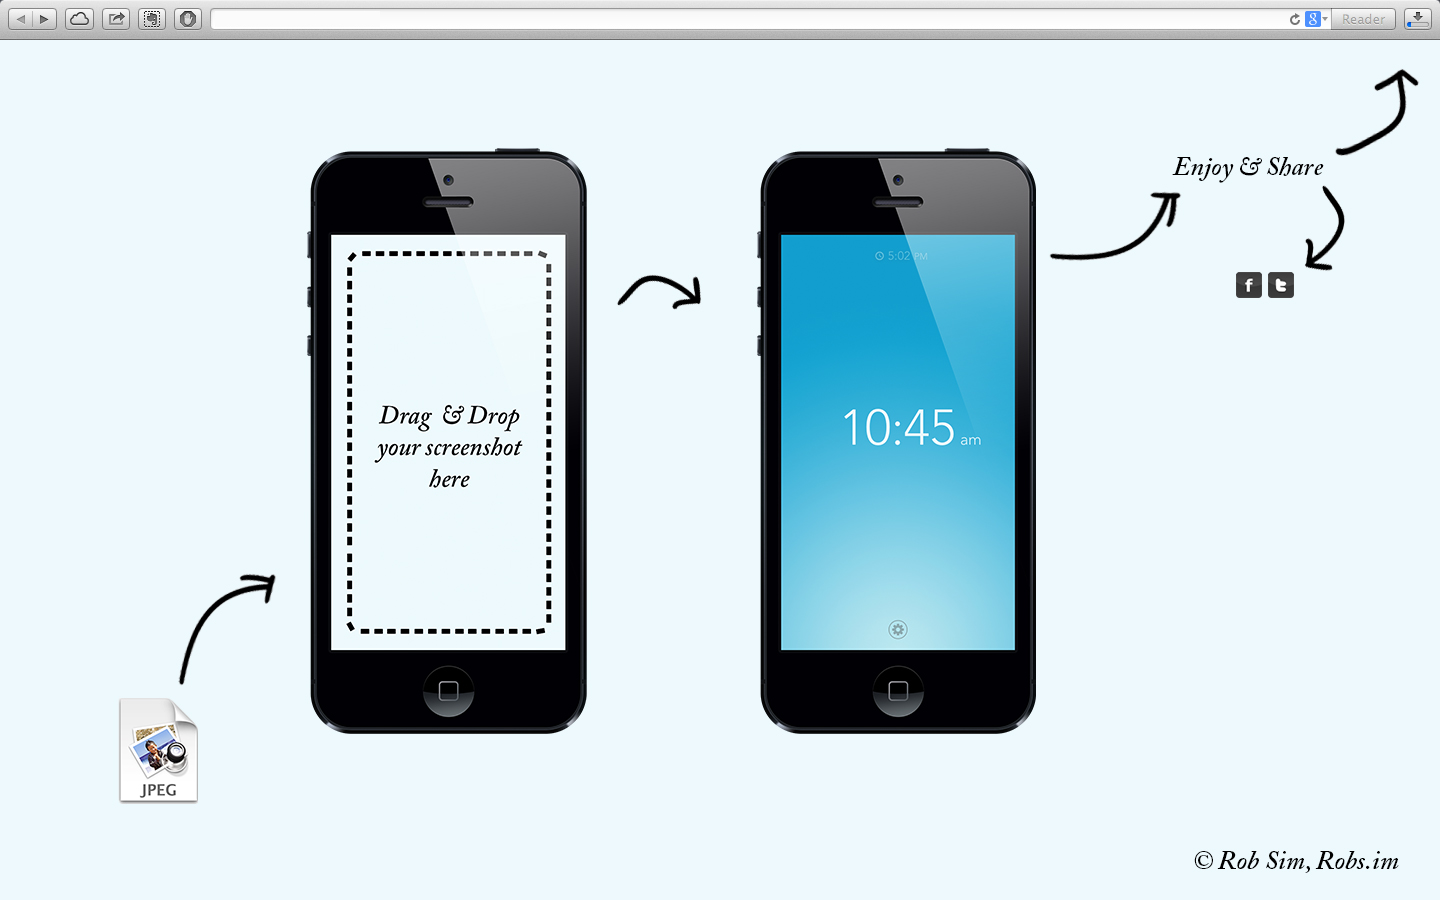 Reader
Enjoy & Share
5:02 PM
Drag & Drop
your screenshot
here
10:45 am
JPEG
© Rob Sim, Robs.im